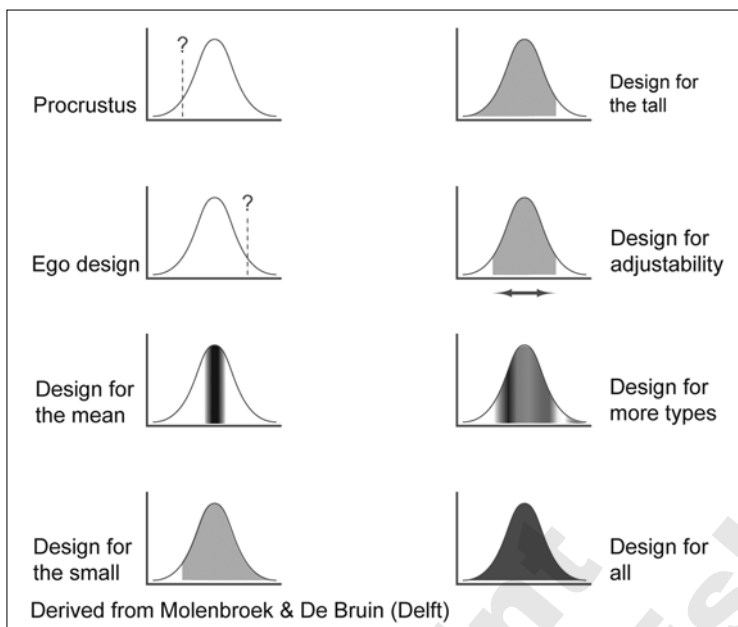 ?
Procrustus
Design for
the tall
?
Ego design
Design for
adjustability
Design for
the mean
Design for
more types
Design for
the small
Design for
all
Derived from Molenbroek & De Bruin (Delft)